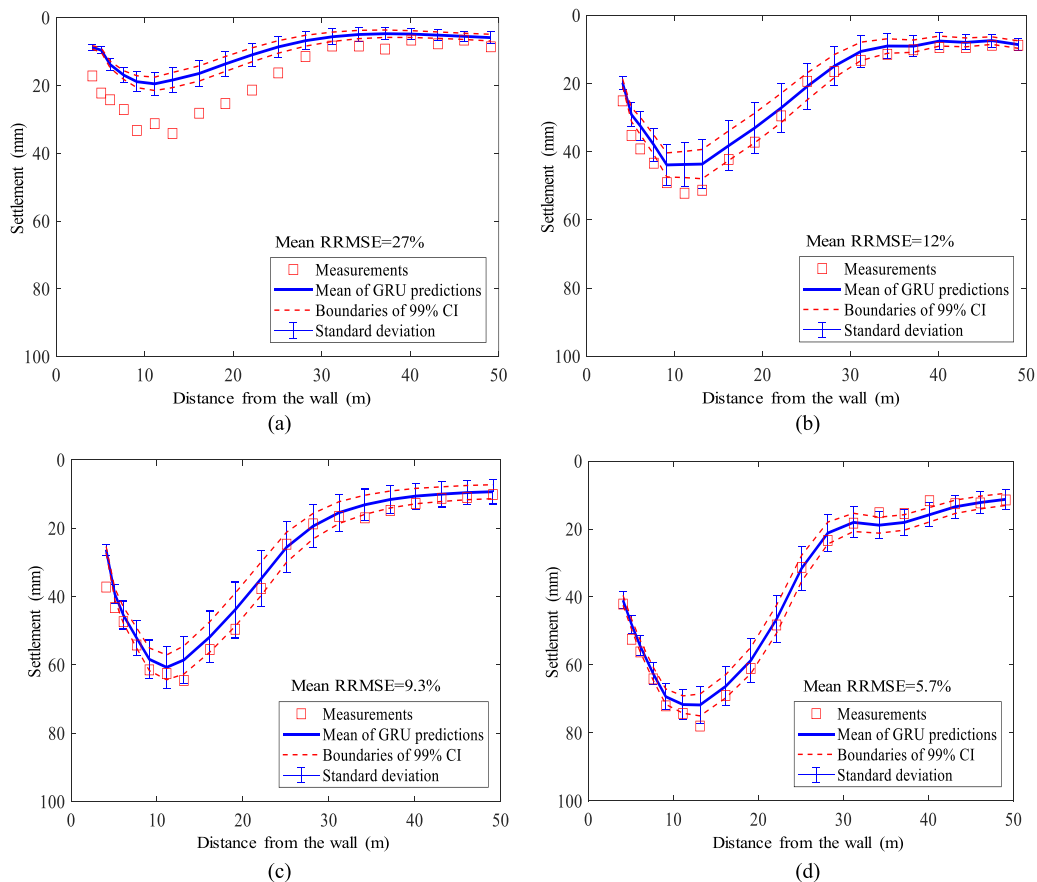 0
20
40
60
80
100
Settlement (mm)
Mean RRMSE=27%
Measurements
Mean of GRU predictions
Boundaries of 99% CI
Standard deviation
0 10 20 30 40 50
Distance from the wall (m)
(a)
0
20
40
60
80
100
Settlement (mm)
Mean RRMSE=12%
Measurements
Mean of GRU predictions
Boundaries of 99% CI
Standard deviation
0 10 20 30 40 50
Distance from the wall (m)
(b)
0
20
40
60
80
100
Settlement (mm)
Mean RRMSE=9.3%
Measurements
Mean of GRU predictions
Boundaries of 99% CI
Standard deviation
0 10 20 30 40 50
Distance from the wall (m)
(c)
0
20
40
60
80
100
Settlement (mm)
Mean RRMSE=5.7%
Measurements
Mean of GRU predictions
Boundaries of 99% CI
Standard deviation
0 10 20 30 40 50
Distance from the wall (m)
(d)